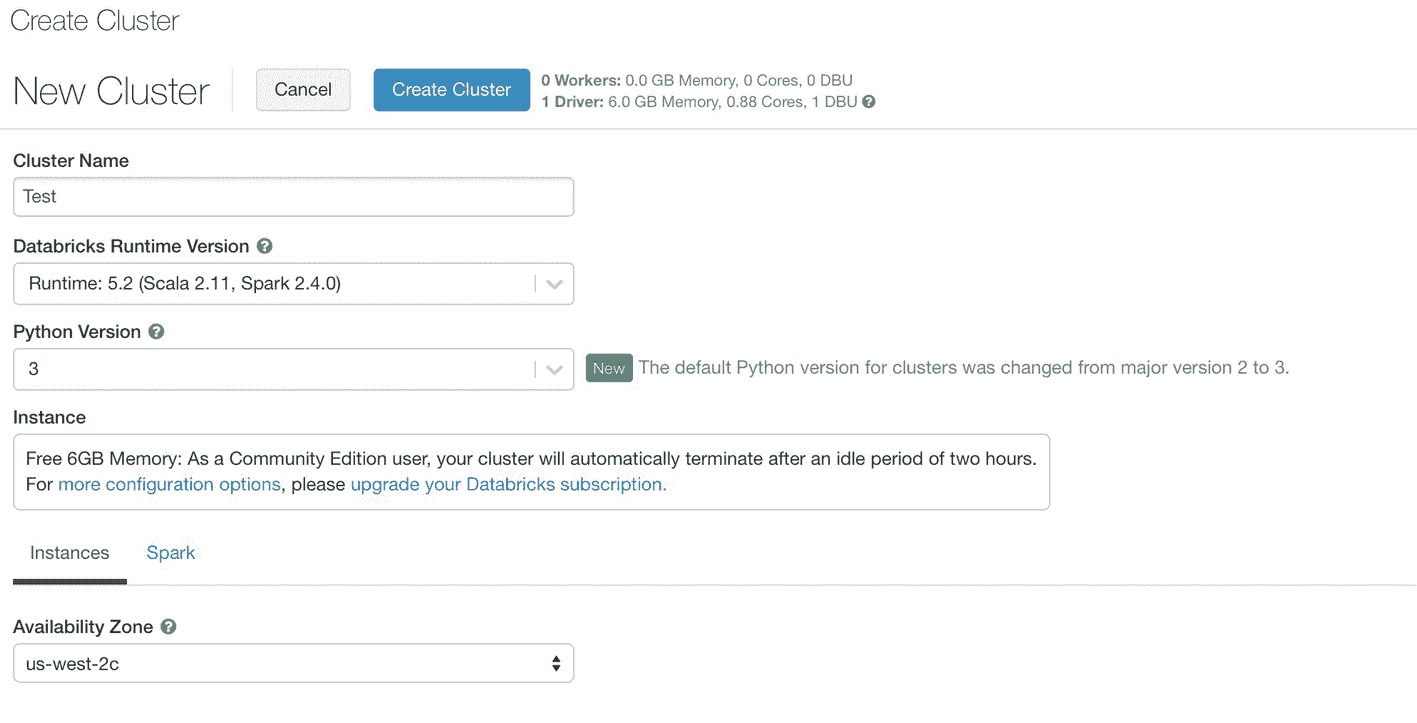 Create Cluster
New Cluster
Cancel
Create Cluster
0 Workers: 0.0 GB Memory, 0 Cores, 0 DBU
1 Driver: 6.0 GB Memory, 0.88 Cores, 1 DBU ?
Cluster Name
Test
Databricks Runtime Version ?
Runtime: 5.2 (Scala 2.11, Spark 2.4.0)
Python Version ?
3
New The default Python version for clusters was changed from major version 2 to 3.
Instance
Free 6GB Memory: As a Community Edition user, your cluster will automatically terminate after an idle period of two hours.
For more configuration options, please upgrade your Databricks subscription.
Instances
Spark
Availability Zone ?
us-west-2c